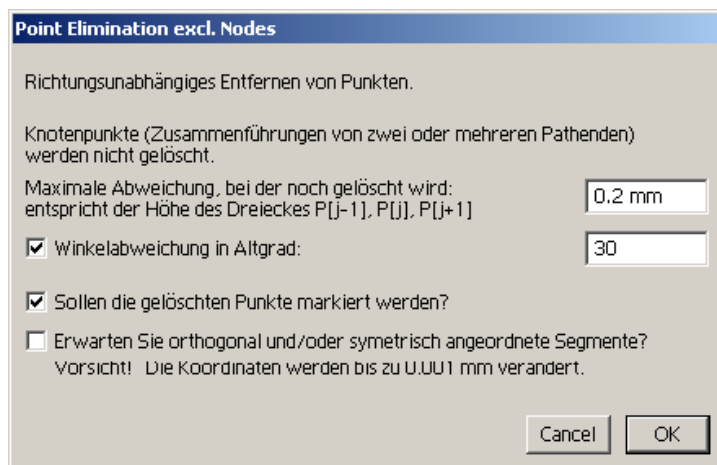 Point Elimination excl. Nodes
Richtungsunabhängiges Entfernen von Punkten.
Knotenpunkte (Zusammenführungen von zwei oder mehreren Pathenden)
werden nicht gelöscht.
Maximale Abweichung, bei der noch gelöscht wird:
entspricht der Höhe des Dreieckes P[j-1], P[j], P[j+1]
0.2 mm
Winkelabweichung in Altgrad:
30
Sollen die gelöschten Punkte markiert werden?
Erwarten Sie orthogonal und/oder symetrisch angeordnete Segmente?
Vorsicht! Die Koordinaten werden bis zu 0.001 mm verändert.
Cancel
OK